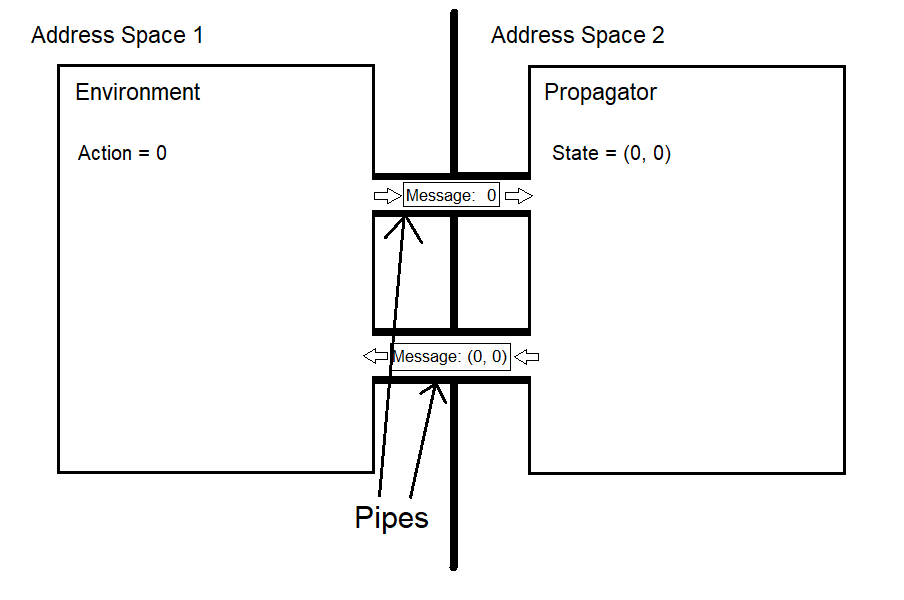 Address Space 1
Address Space 2
Environment
Propagator
Action = 0
State = (0, 0)
Message: 0
Message: (0, 0)
Pipes